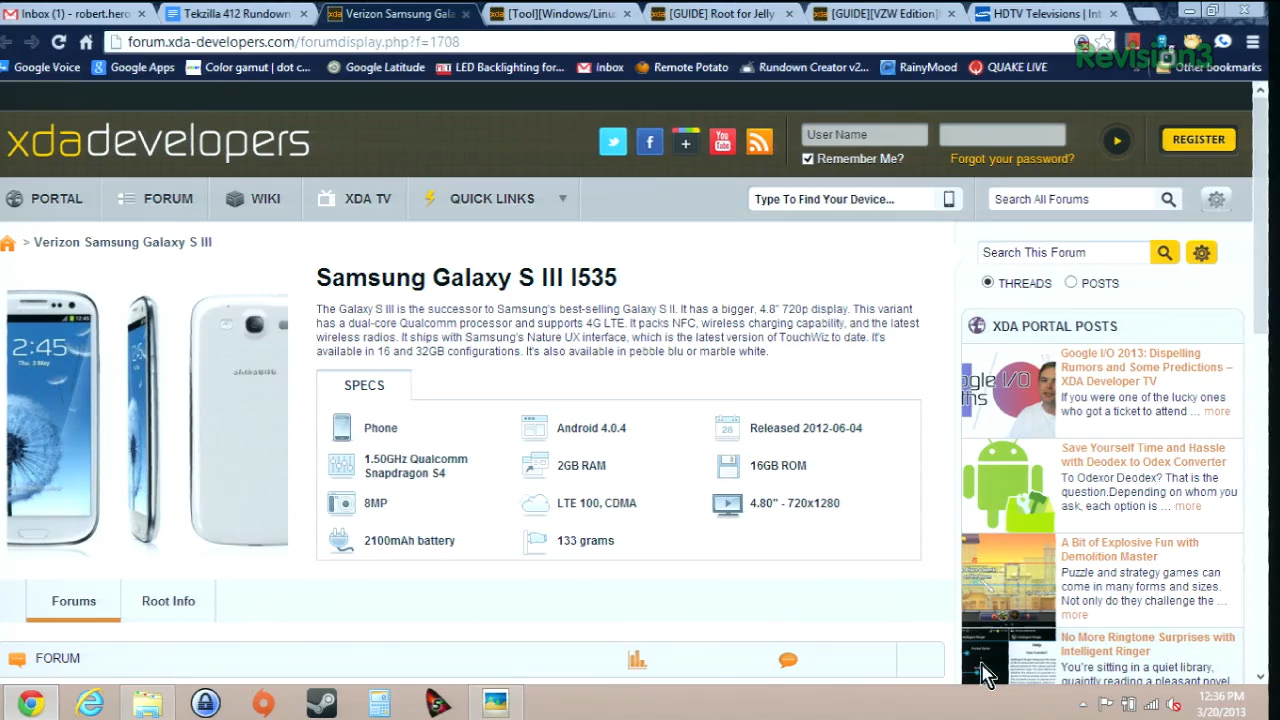 Inbox (1) - robert.hero
Tekzilla 412 Rundown
Verizon Samsung Gala
[Tool][Windows/Linu
[GUIDE] Root for Jelly
[GUIDE][VZW Edition]
HDTV Televisions | Int
forum.xda-developers.com/forumdisplay.php?f=1708
Revision3
Google Voice
Google Apps
Color gamut | dot c...
Google Latitude
LED Backlighting for...
Inbox
Remote Potato
Rundown Creator v2...
RainyMood
QUAKE LIVE
Other bookmarks
xdadevelopers
You Tube
User Name
Remember Me?
Forgot your password?
REGISTER
PORTAL
FORUM
WIKI
XDA TV
QUICK LINKS
Type To Find Your Device...
Search All Forums
> Verizon Samsung Galaxy S III
Search This Forum
THREADS
POSTS
2:45
Thu, 3 May
SAMSUNG
Samsung Galaxy S III I535
The Galaxy S III is the successor to Samsung's best-selling Galaxy S II. It has a bigger, 4.8" 720p display. This variant
has a dual-core Qualcomm processor and supports 4G LTE. It packs NFC, wireless charging capability, and the latest
wireless radios. It ships with Samsung's Nature UX interface, which is the latest version of TouchWiz to date. It's
available in 16 and 32GB configurations. It's also available in pebble blu or marble white.
SPECS
Phone
Android 4.0.4
28
Released 2012-06-04
1.50GHz Qualcomm
Snapdragon S4
2GB RAM
16GB ROM
8MP
LTE 100, CDMA
4.80" - 720x1280
2100mAh battery
133 grams
Forums
Root Info
FORUM
XDA PORTAL POSTS
Google I/O 2013: Dispelling
Rumors and Some Predictions –
XDA Developer TV
If you were one of the lucky ones
who got a ticket to attend ... more
Save Yourself Time and Hassle
with Deodex to Odex Converter
To Odexor Deodex? That is the
question.Depending on whom you
ask, each option is ... more
A Bit of Explosive Fun with
Demolition Master
Puzzle and strategy games can
come in many forms and sizes.
Not only do they challenge the ...
more
No More Ringtone Surprises with
Intelligent Ringer
You're sitting in a quiet library,
quaintly reading a pleasant novel
12:36 PM
3/20/2013